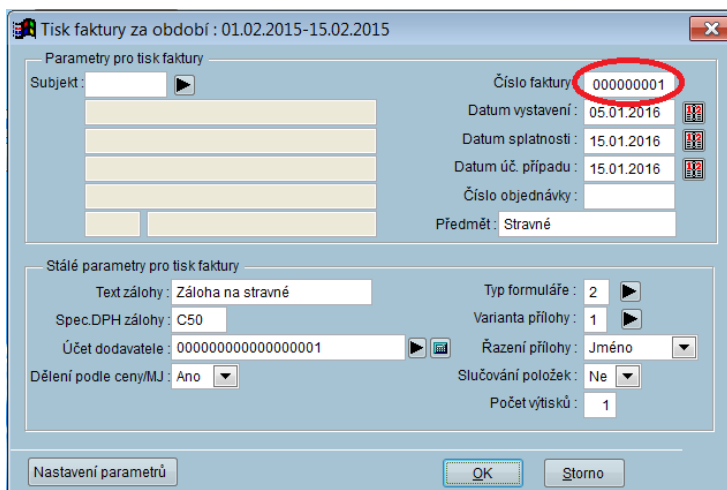 Tisk faktury za období : 01.02.2015-15.02.2015
Parametry pro tisk faktury
Subjekt :
Číslo faktury 000000001
Datum vystavení : 05.01.2016
Datum splatnosti : 15.01.2016
Datum úč. případu : 15.01.2016
Číslo objednávky :
Předmět : Stravné
Stálé parametry pro tisk faktury
Text zálohy : Záloha na stravné
Typ formuláře : 2
Spec.DPH zálohy : C50
Varianta přílohy : 1
Účet dodavatele : 000000000000000001
Řazení přílohy : Jméno
Dělení podle ceny/MJ : Ano
Slučování položek : Ne
Počet výtisků : 1
Nastavení parametrů
OK
Storno